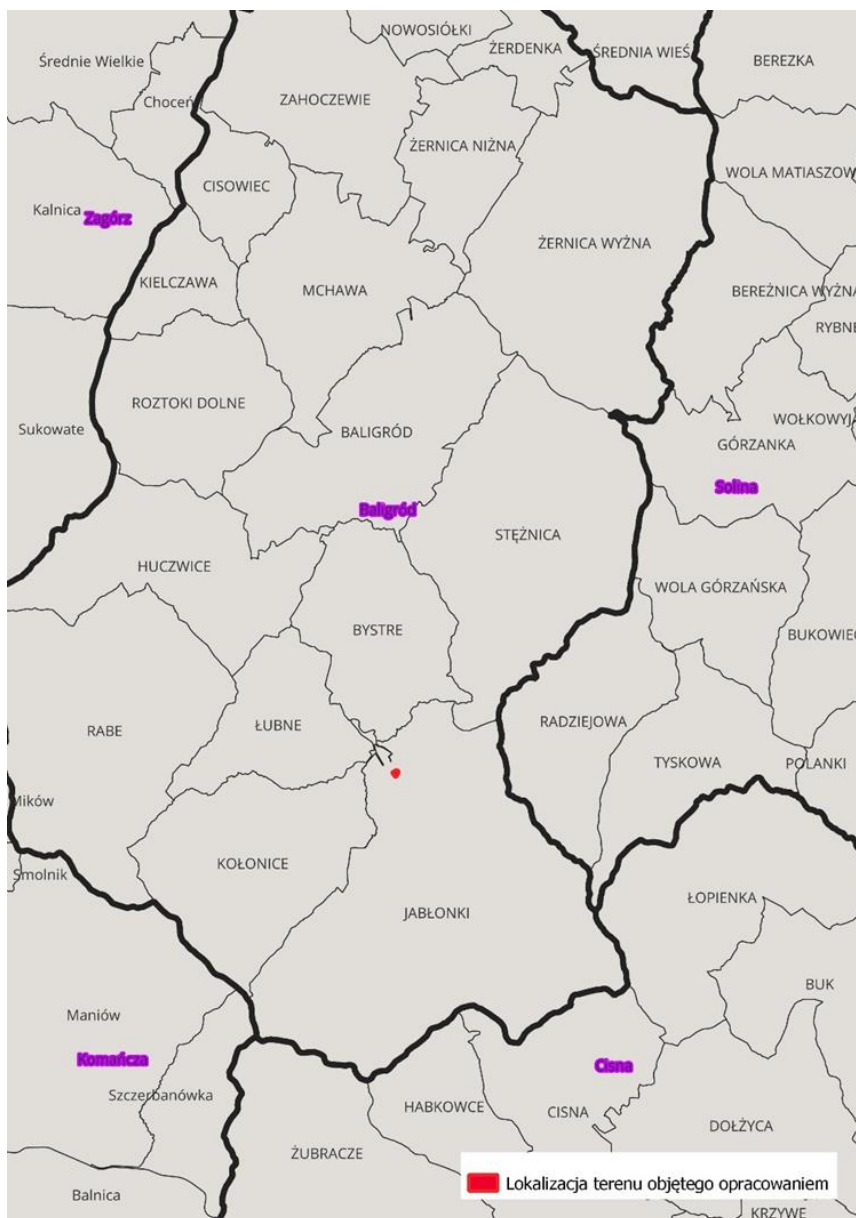 NOWOSIÓŁKI
ŻERDENKA
ŚREDNIA WIEŚ
BEREZKA
Średnie Wielkie
Choceń
ZAHOCZEWIE
ŻERNICA NIŻNA
WOLA MATIASZOW
CISOWIEC
Kalnica
Zagórz
ŻERNICA WYŻNA
KIELCZAWA
MCHAWA
BEREŻNICA WYŻNA
RYBNE
ROZTOKI DOLNE
WOŁKOWYJA
Sukowate
BALIGRÓD
GÓRZANKA
Solina
Baligród
STĘŻNICA
HUCZWICE
WOLA GÓRZAŃSKA
BYSTRE
BUKOWIEC
RADZIEJOWA
ŁUBNE
RABE
TYSKOWA
POLANKI
Mików
KOŁONICE
Smolnik
ŁOPIENKA
JABŁONKI
BUK
Maniów
Komańcza
Cisna
Szczerbanówka
HABKOWCE
CISNA
DOŁŻYCA
ŻUBRACZE
Lokalizacja terenu objętego opracowaniem
Balnica
KRZYWE